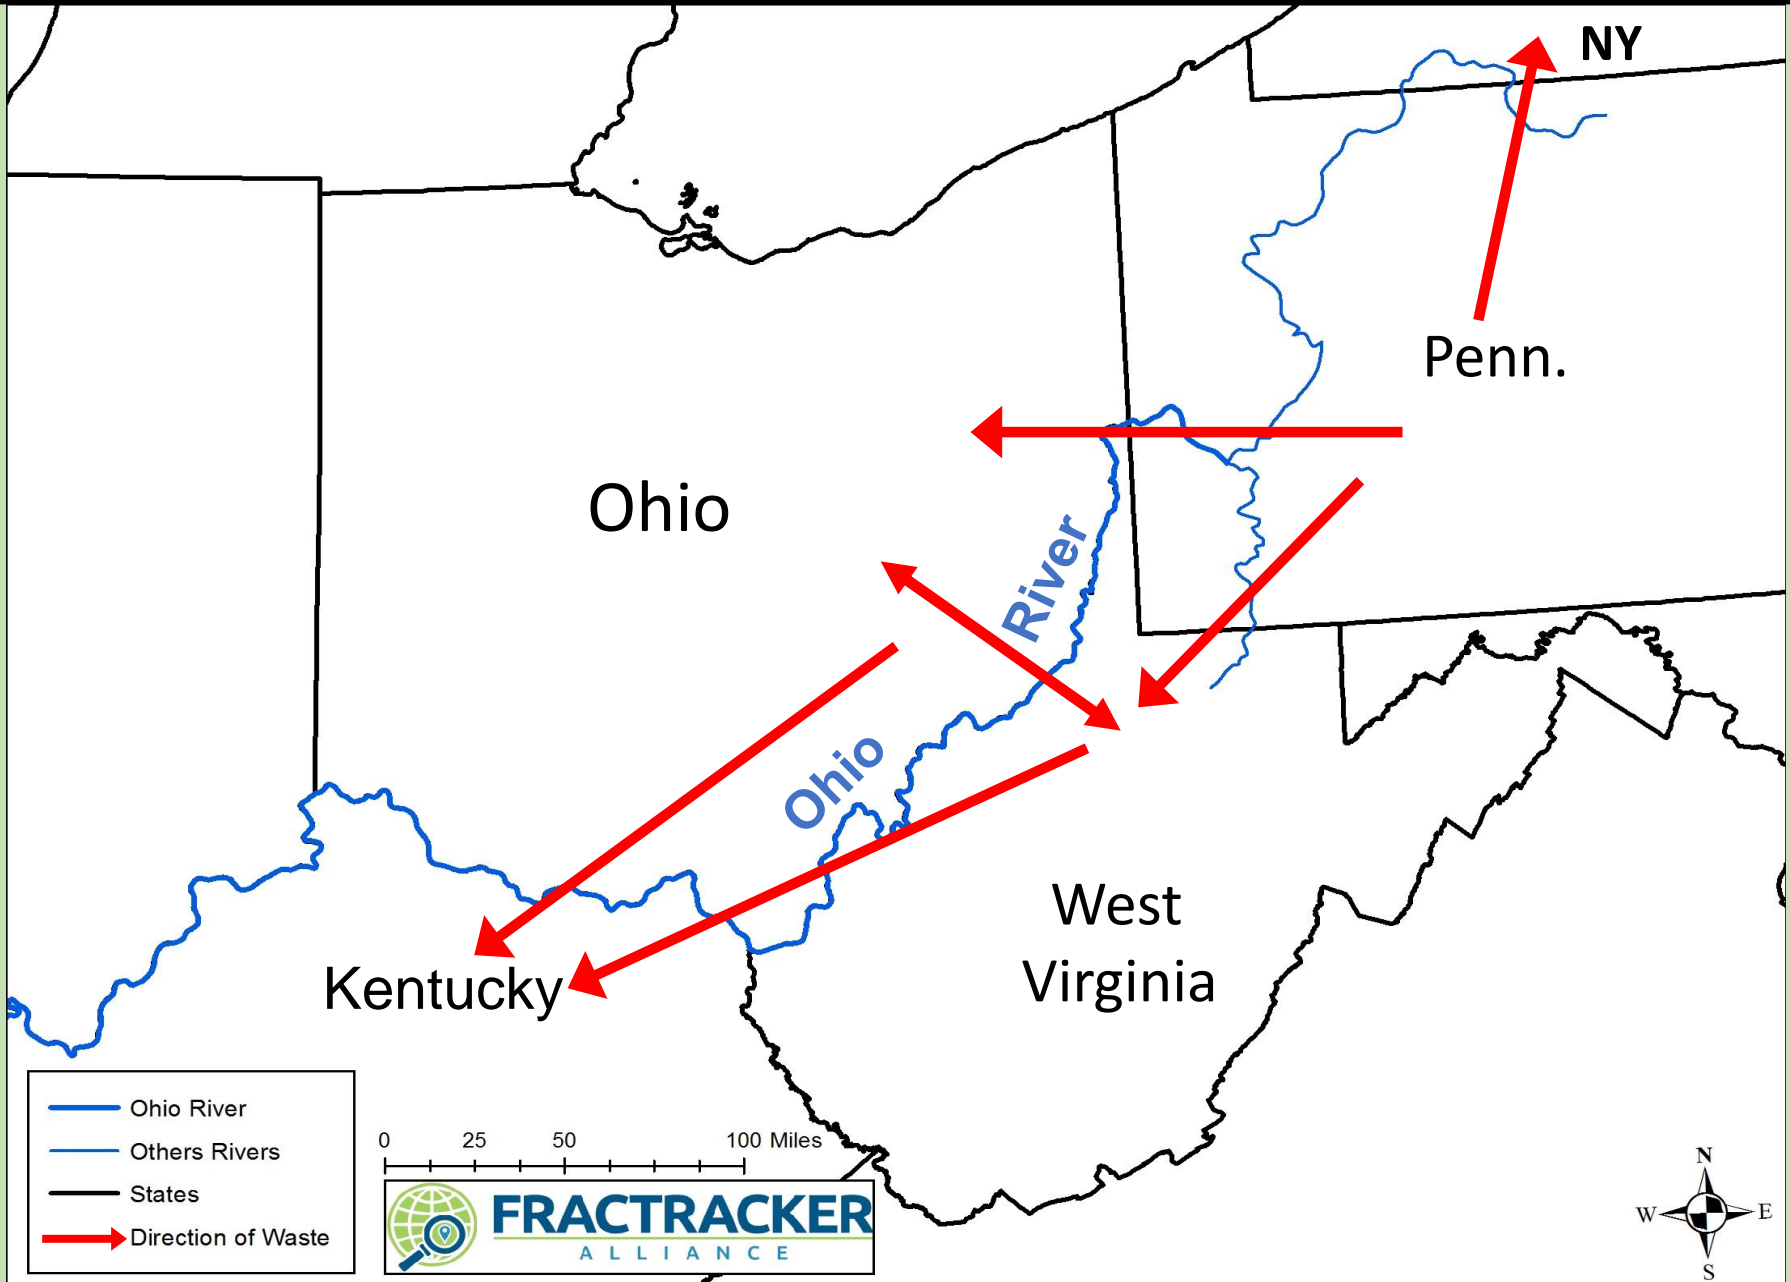 NY
Penn.
Ohio
River
Ohio
West
Virginia
Kentucky
Ohio River
Others Rivers
States
Direction of Waste
0 25 50 100 Miles
FRACTRACKER
ALLIANCE
N
W E
S